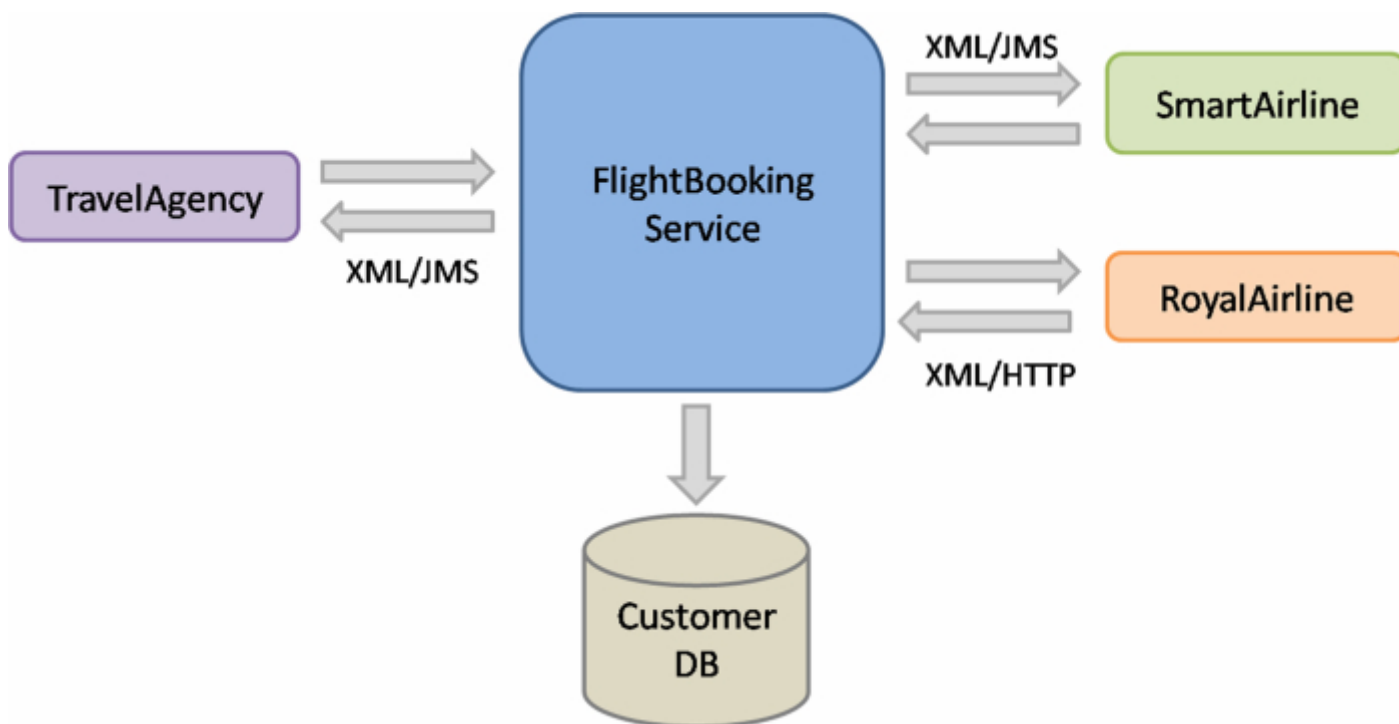 XML/JMS
SmartAirline
TravelAgency
XML/JMS
FlightBooking
Service
RoyalAirline
XML/HTTP
Customer
DB